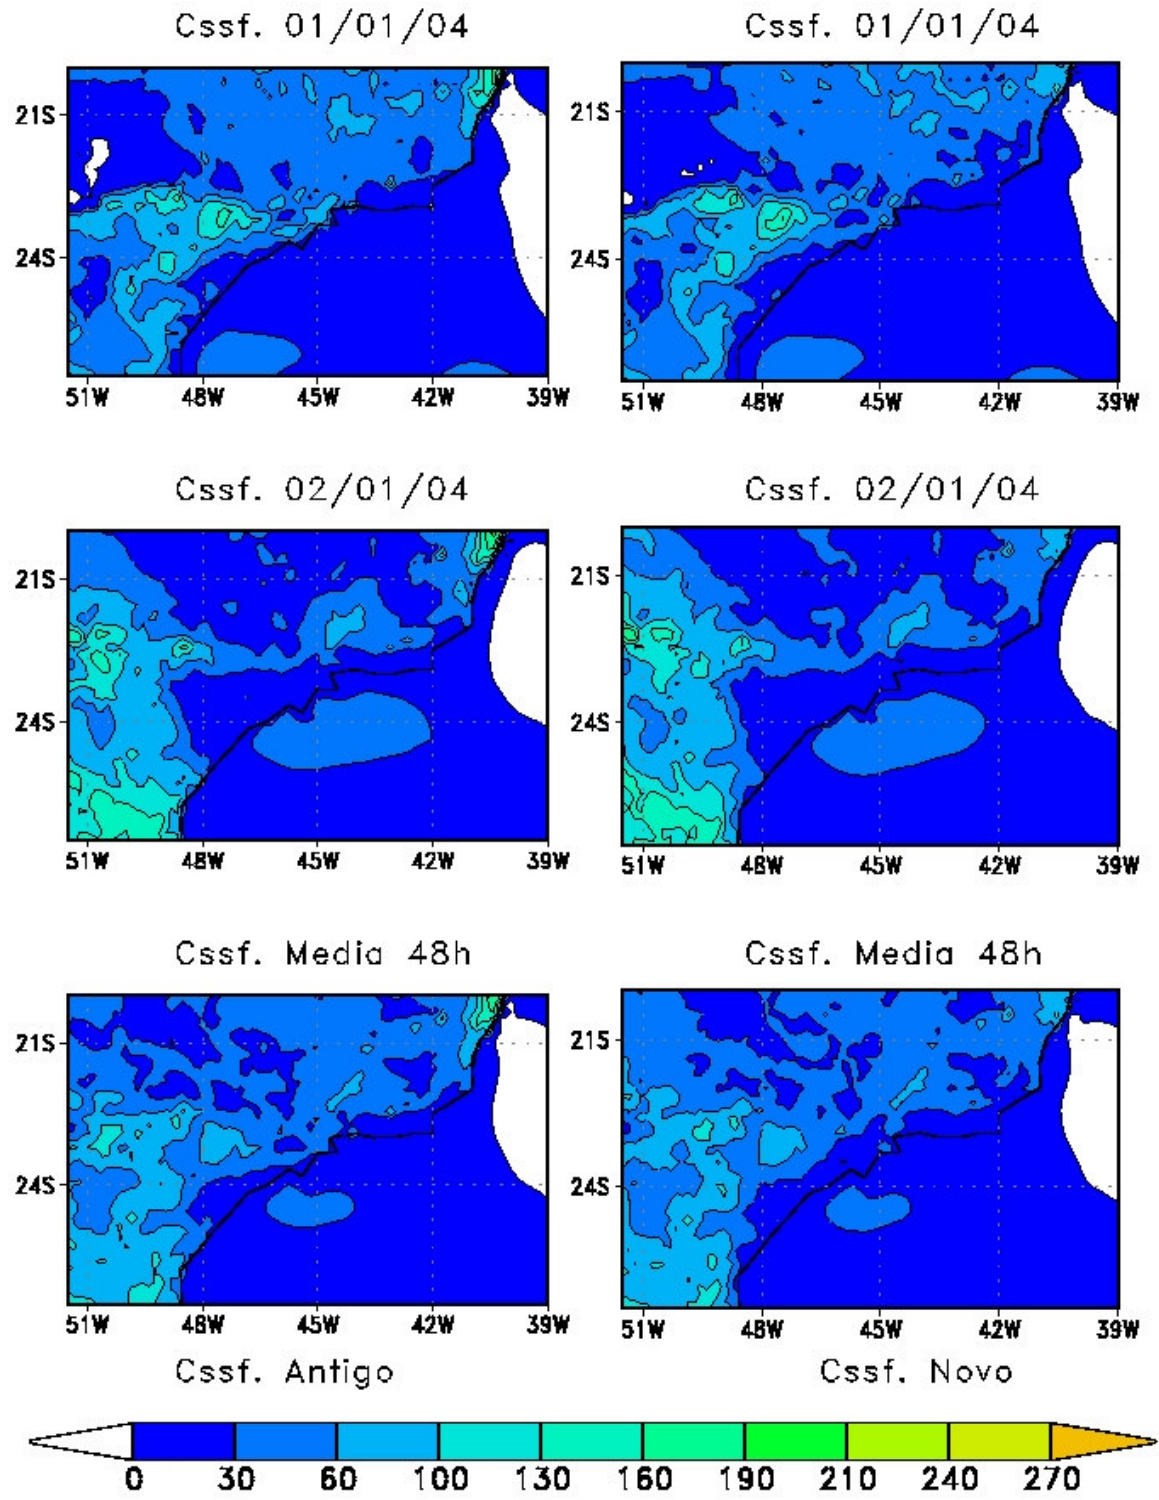 Cssf. 01/01/04 Cssf. 01/01/04
21S 21S
24S 24S
51W 48W 45W 42W 39W 51W 48W 45W 42W 39W
Cssf. 02/01/04 Cssf. 02/01/04
21S 21S
24S 24S
51W 48W 45W 42W 39W 51W 48W 45W 42W 39W
Cssf. Media 48h Cssf. Media 48h
21S 21S
24S 24S
51W 48W 45W 42W 39W 51W 48W 45W 42W 39W
Cssf. Antigo Cssf. Novo
0 30 60 100 130 160 190 210 240 270